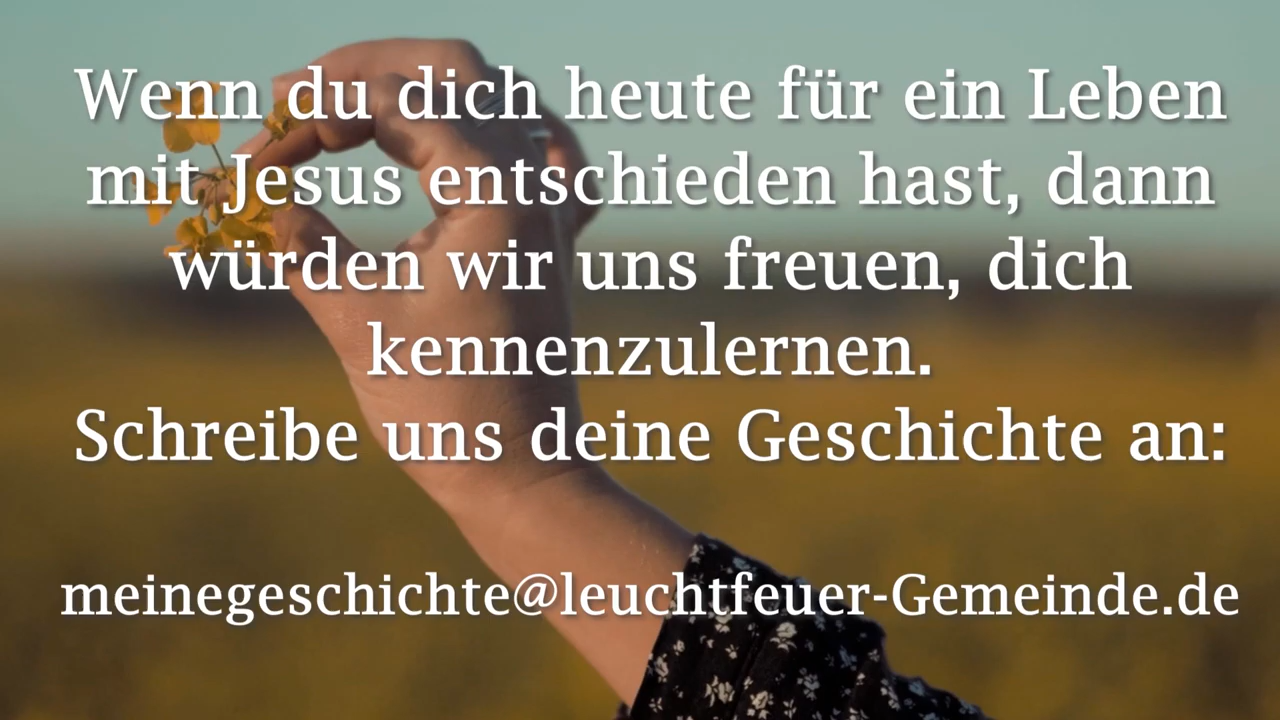 Wenn du dich heute für ein Leben
mit Jesus entschieden hast, dann
würden wir uns freuen, dich
kennenzulernen.
Schreibe uns deine Geschichte an:
meinegeschichte@leuchtfeuer-Gemeinde.de